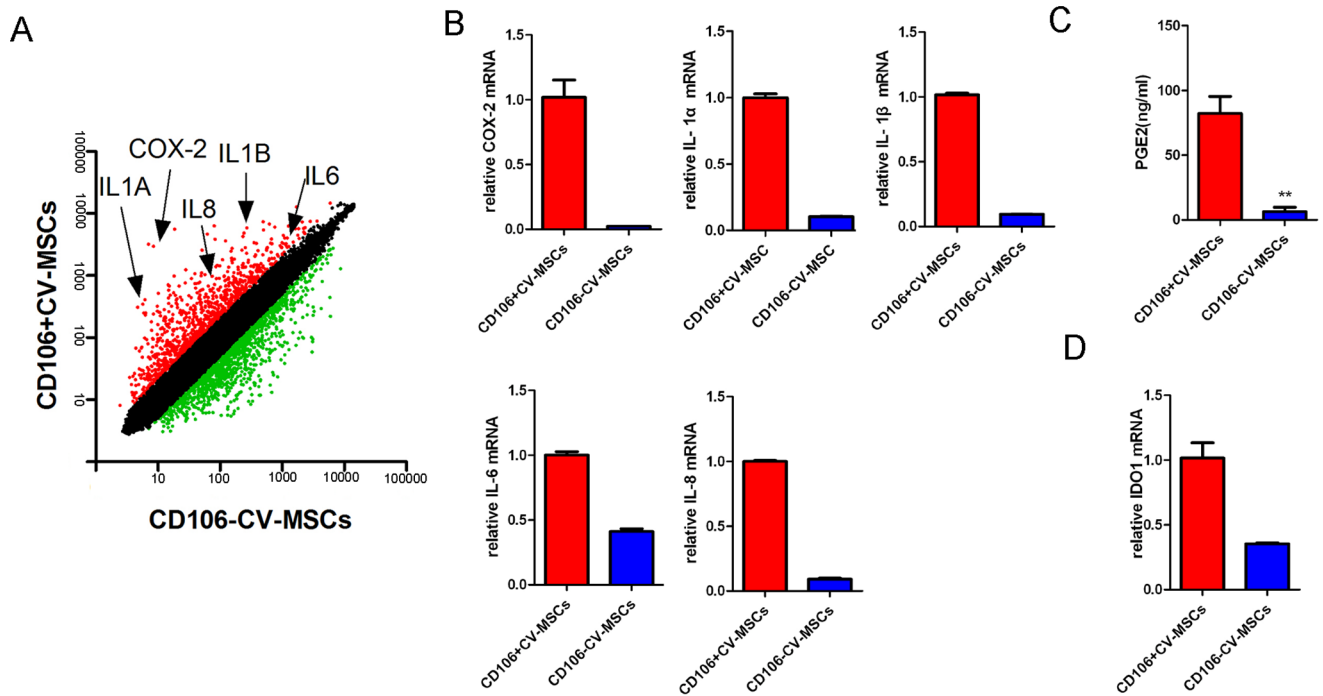 A
B
C
D
CD106+CV-MSCs
100000
10000
1000
100
10
IL1A
COX-2
IL8
IL1B
IL6
10
100
1000
10000
100000
CD106-CV-MSCs
relative COX-2 mRNA
1.5
1.0
0.5
0.0
CD106+CV-MSCs
CD106-CV-MSCs
relative IL- 1α mRNA
1.5
1.0
0.5
0.0
CD106+CV-MSC
CD106-CV-MSC
relative IL- 1β mRNA
1.5
1.0
0.5
0.0
CD106+CV-MSCs
CD106-CV-MSCs
PGE2(ng/ml)
150
100
50
0
**
CD106+CV-MSCs
CD106-CV-MSCs
relative IL-6 mRNA
1.5
1.0
0.5
0.0
CD106+CV-MSCs
CD106-CV-MSCs
relative IL-8 mRNA
1.5
1.0
0.5
0.0
CD106+CV-MSCs
CD106-CV-MSCs
relative IDO1 mRNA
1.5
1.0
0.5
0.0
CD106+CV-MSCs
CD106-CV-MSCs